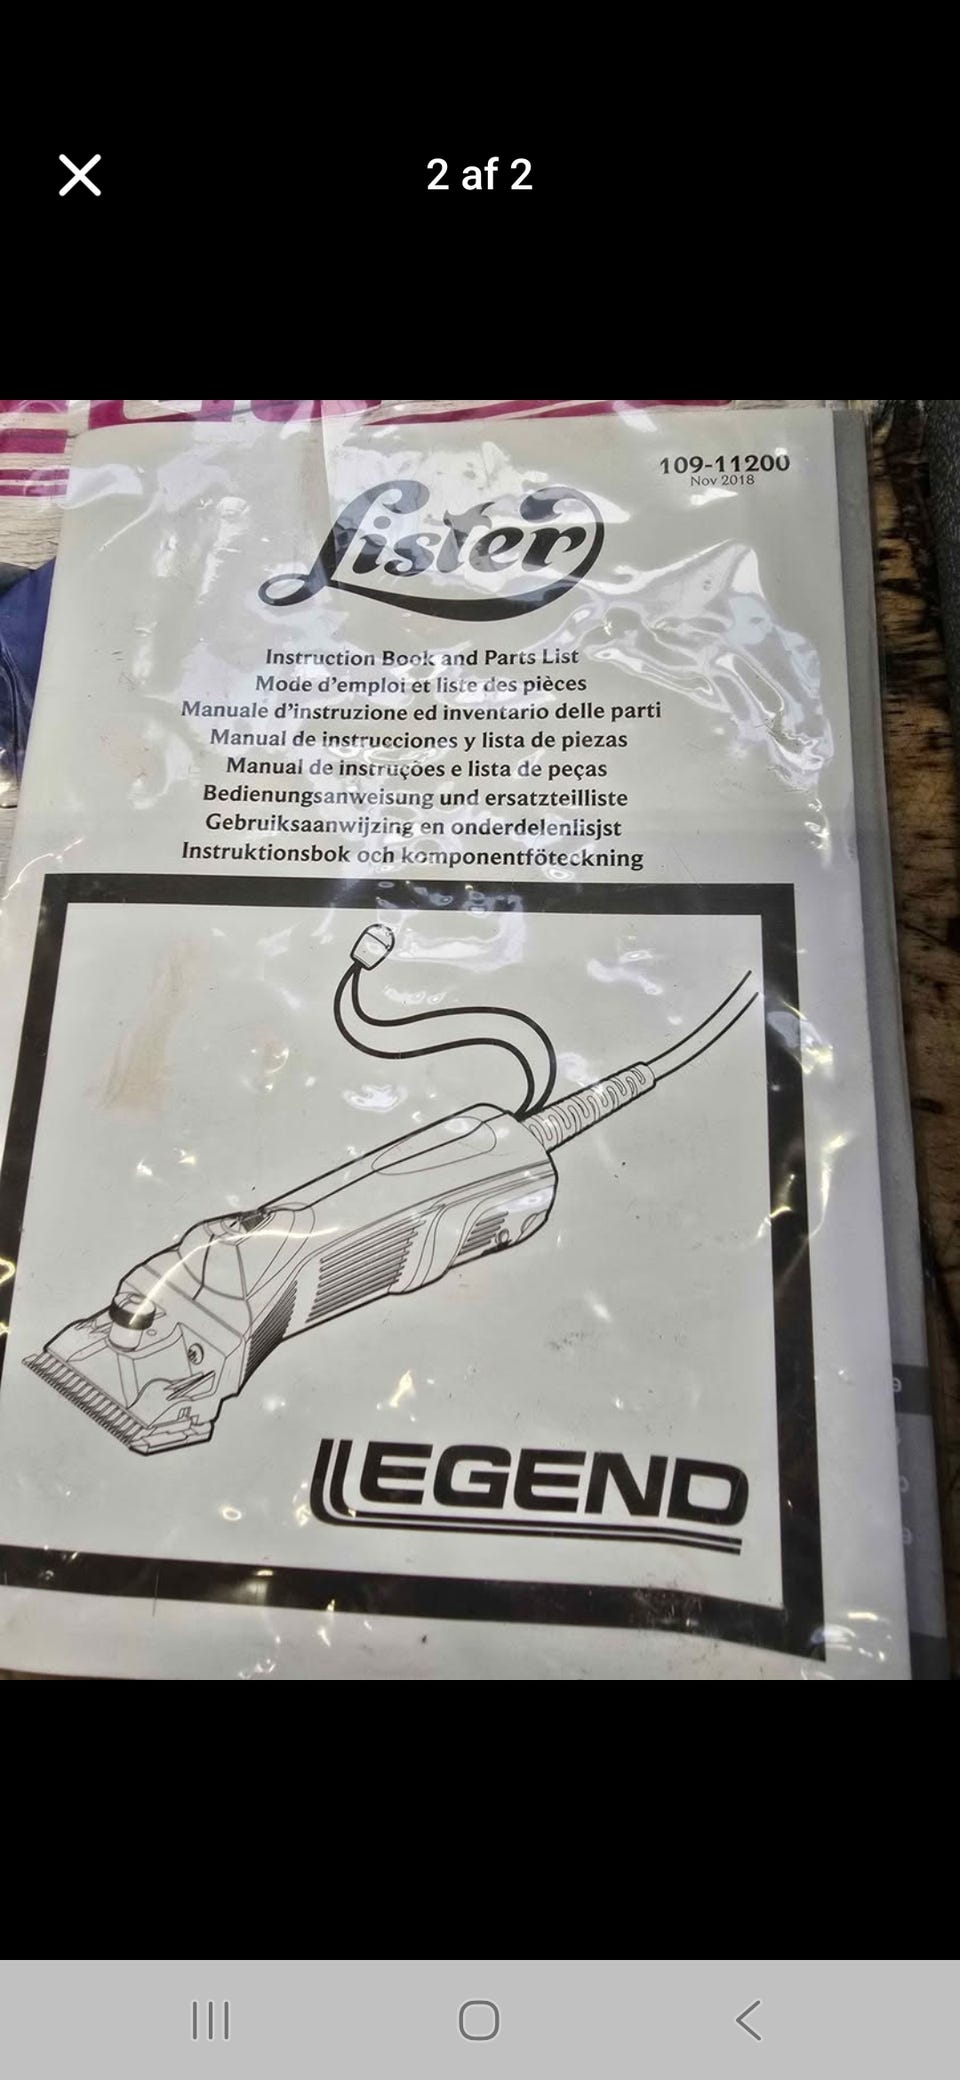 2 af 2
109-11200
Nov 2018
Lister
Instruction Book and Parts List
Mode d'emploi et liste des pièces
Manuale d'instruzione ed inventario delle parti
Manual de instrucciones y lista de piezas
Manual de instruções e lista de peças
Bedienungsanweisung und ersatzteilliste
Gebruiksaanwijzing en onderdelenlisjst
Instruktionsbok och komponentföteckning
LEGEND